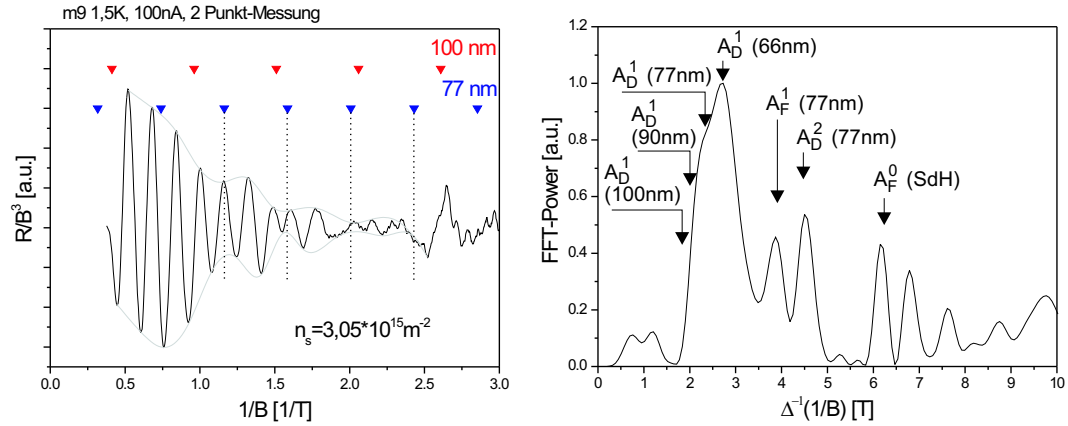 m9 1,5K, 100nA, 2 Punkt-Messung
100 nm
77 nm
n_s=3,05*10^15 m^-2
R/B^3 [a.u.]
0.0 0.5 1.0 1.5 2.0 2.5 3.0
1/B [1/T]
A_D^1 (66nm)
A_D^1 (77nm)
A_F^1 (77nm)
A_D^1
(90nm)
A_D^2 (77nm)
A_D^1
(100nm)
A_F^0 (SdH)
FFT-Power [a.u.]
1.0
0.8
0.6
0.4
0.2
0.0
0 1 2 3 4 5 6 7 8 9 10
Δ^-1(1/B) [T]